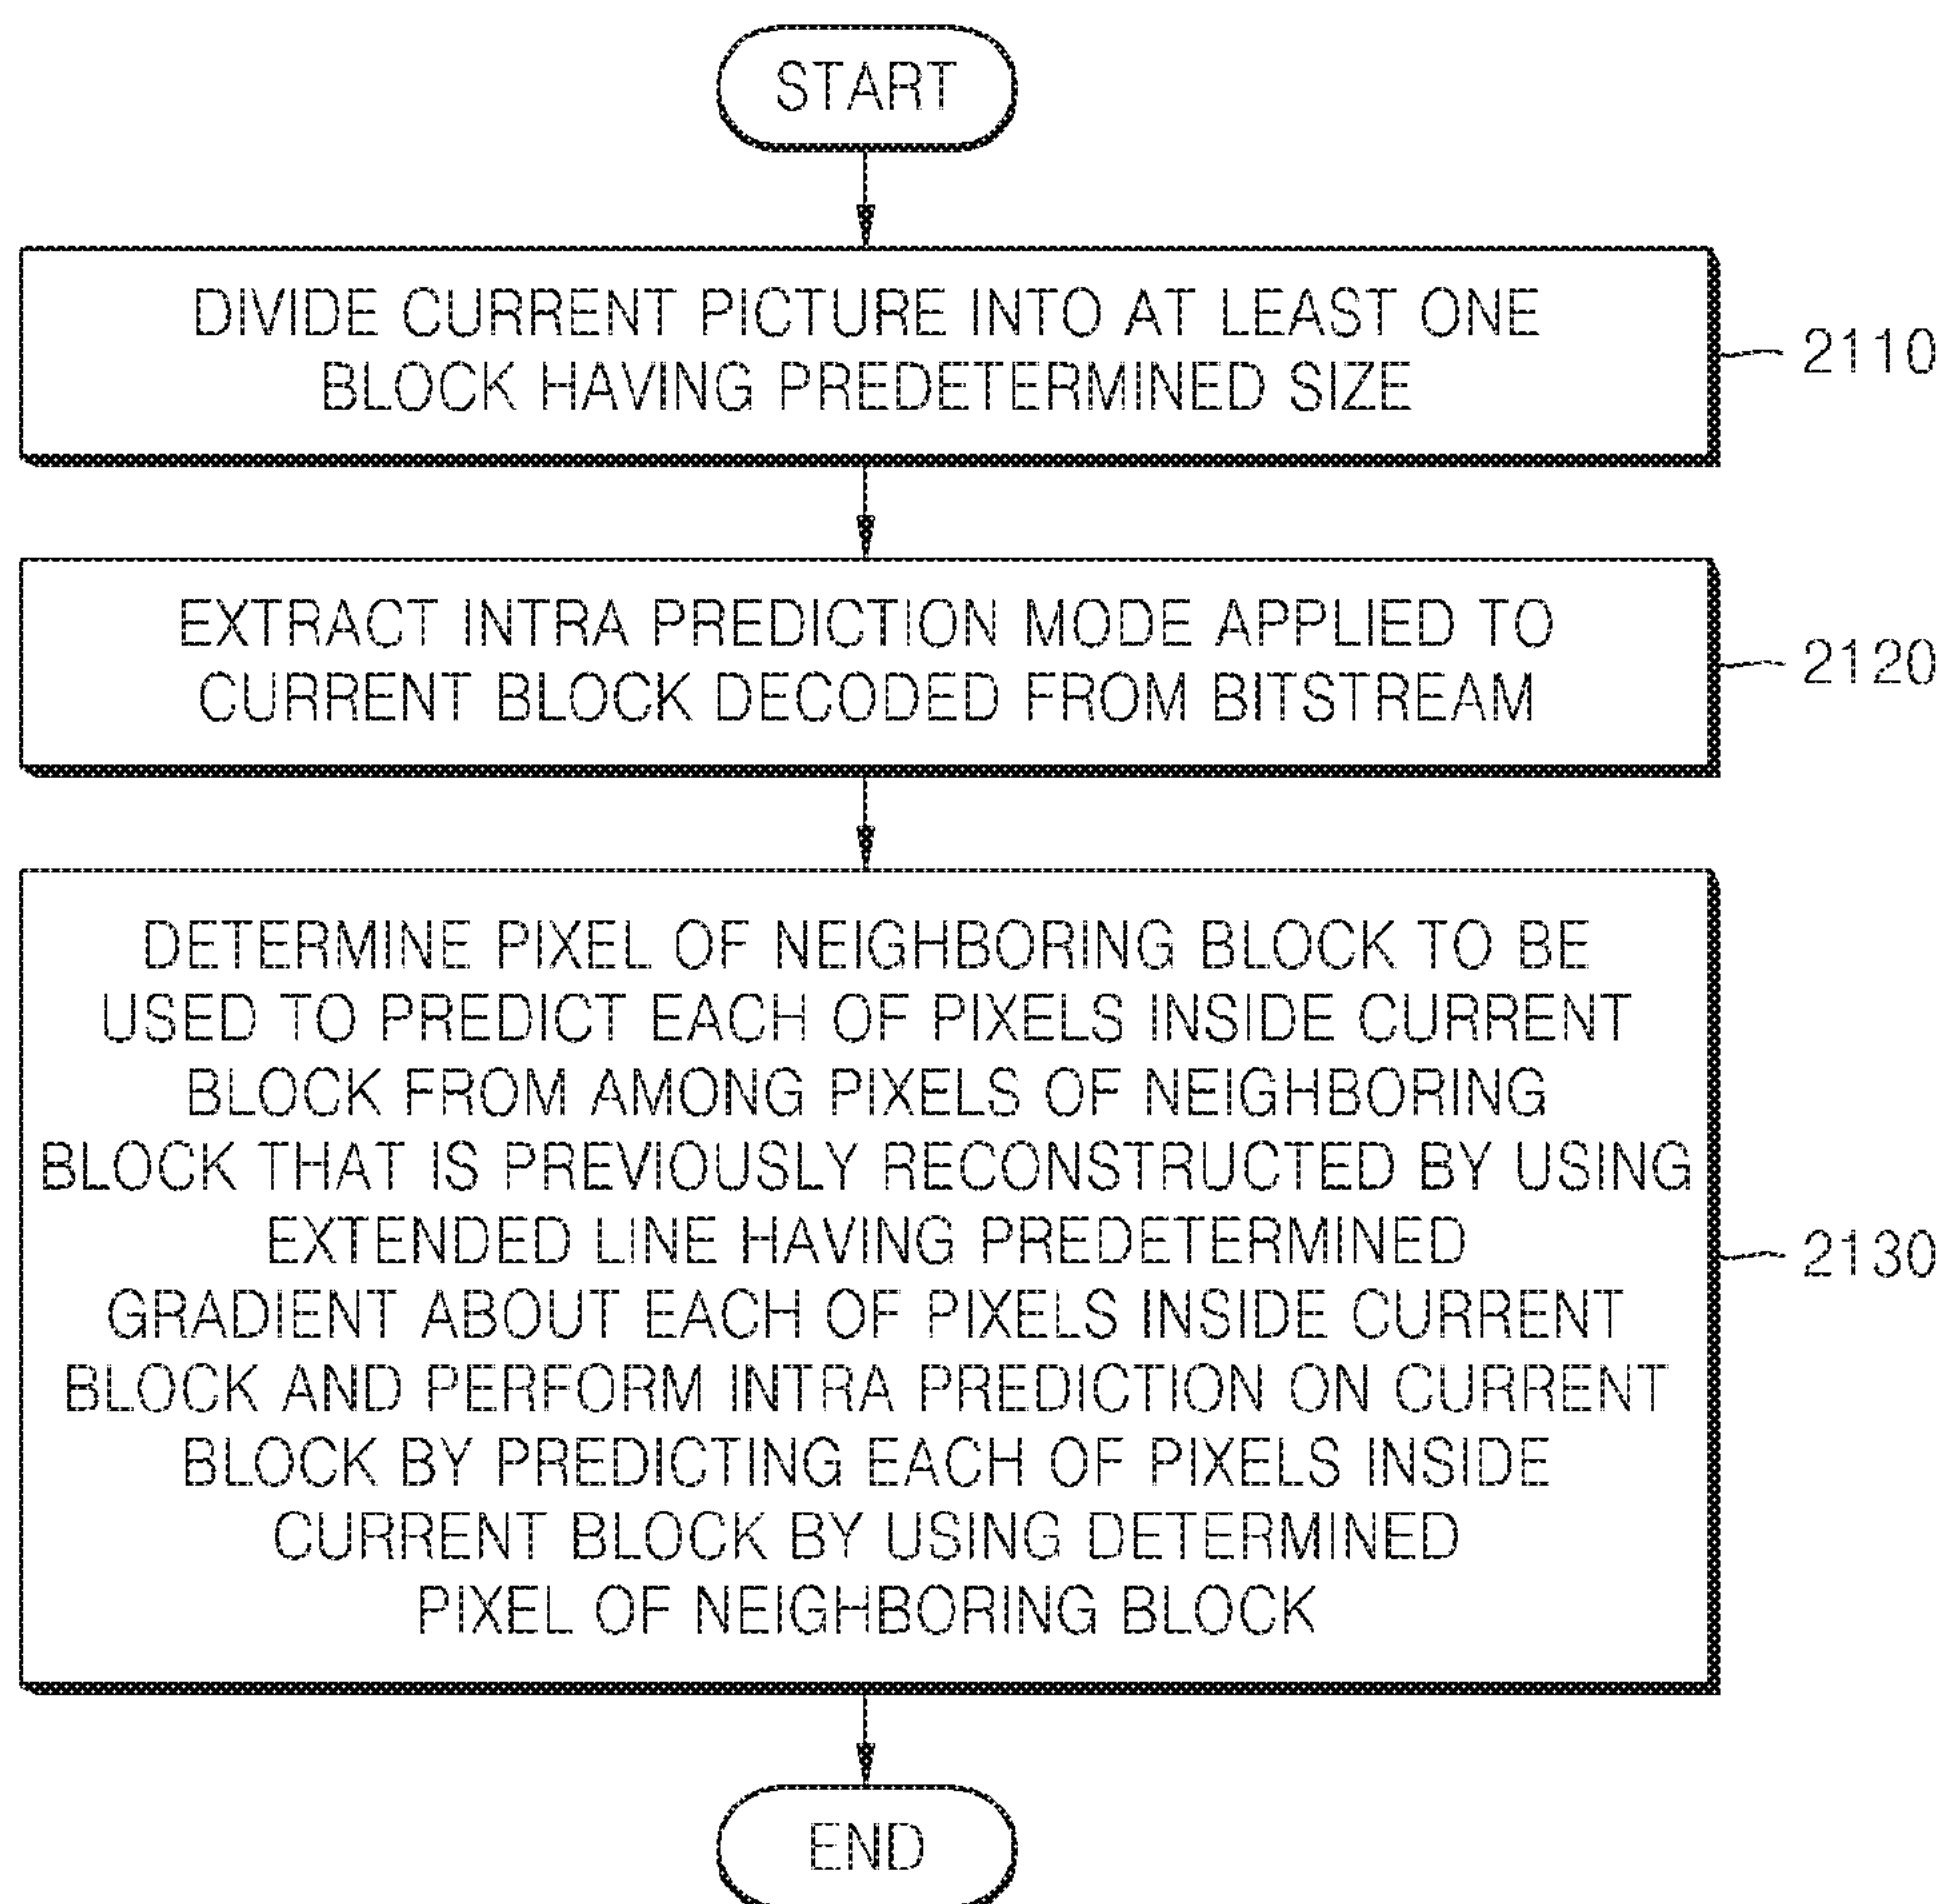 START
DIVIDE CURRENT PICTURE INTO AT LEAST ONE
BLOCK HAVING PREDETERMINED SIZE
2110
EXTRACT INTRA PREDICTION MODE APPLIED TO
CURRENT BLOCK DECODED FROM BITSTREAM
2120
DETERMINE PIXEL OF NEIGHBORING BLOCK TO BE
USED TO PREDICT EACH OF PIXELS INSIDE CURRENT
BLOCK FROM AMONG PIXELS OF NEIGHBORING
BLOCK THAT IS PREVIOUSLY RECONSTRUCTED BY USING
EXTENDED LINE HAVING PREDETERMINED
GRADIENT ABOUT EACH OF PIXELS INSIDE CURRENT
BLOCK AND PERFORM INTRA PREDICTION ON CURRENT
BLOCK BY PREDICTING EACH OF PIXELS INSIDE
CURRENT BLOCK BY USING DETERMINED
PIXEL OF NEIGHBORING BLOCK
2130
END